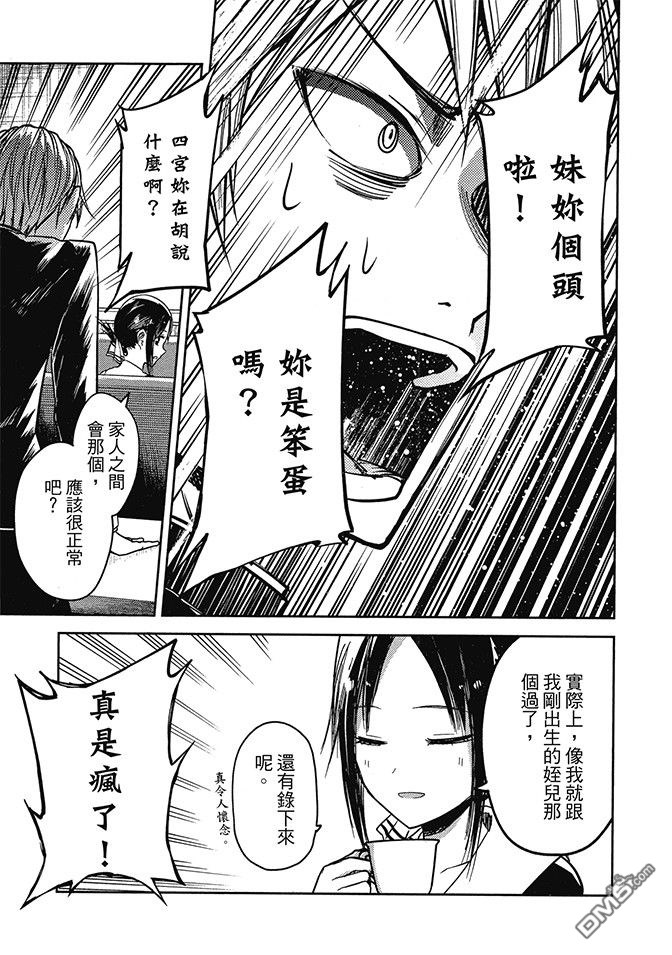 妹妳個頭
啦！
妳是笨蛋
嗎？
四宮妳在胡說
什麼啊？
家人之間
會那個，
應該很正常
吧？
實際上，像我就跟
我剛出生的姪兒那
個過了，
還有錄下來
呢。
真令人懷念。
真是瘋了！
DM5.com